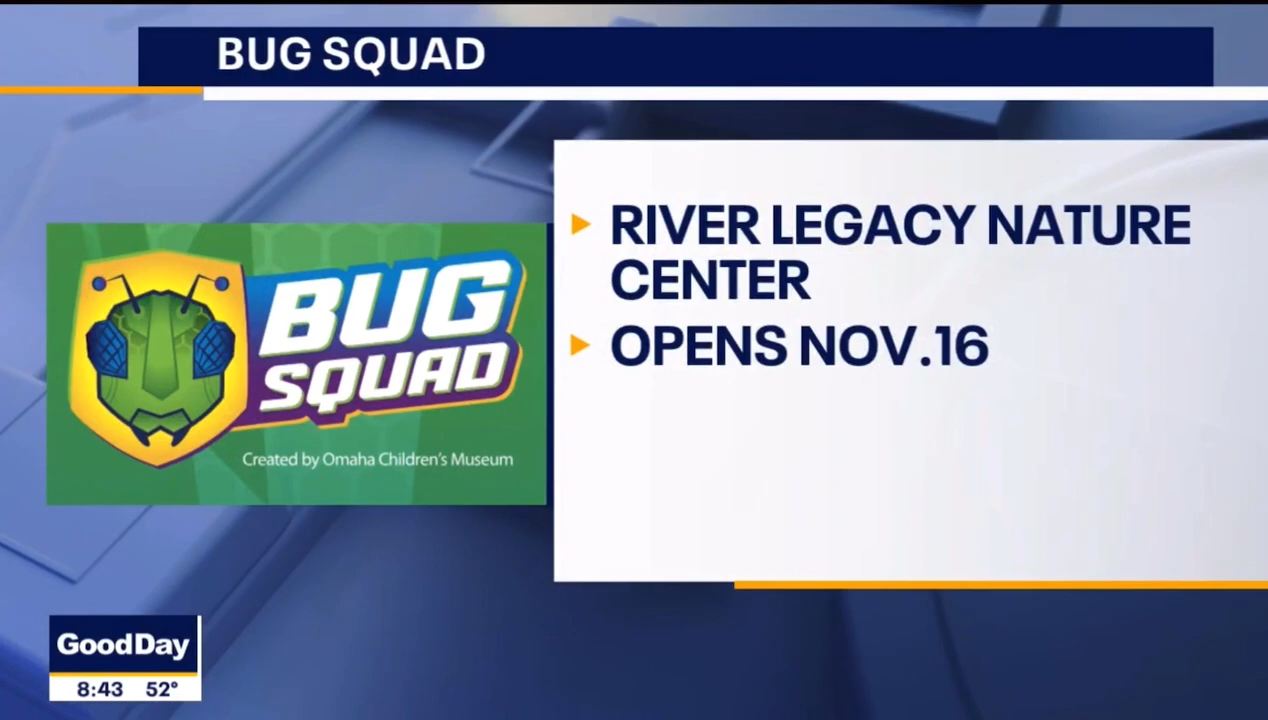 BUG SQUAD
RIVER LEGACY NATURE
CENTER
OPENS NOV.16
BUG
SQUAD
Created by Omaha Children's Museum
GoodDay
8:43 52°